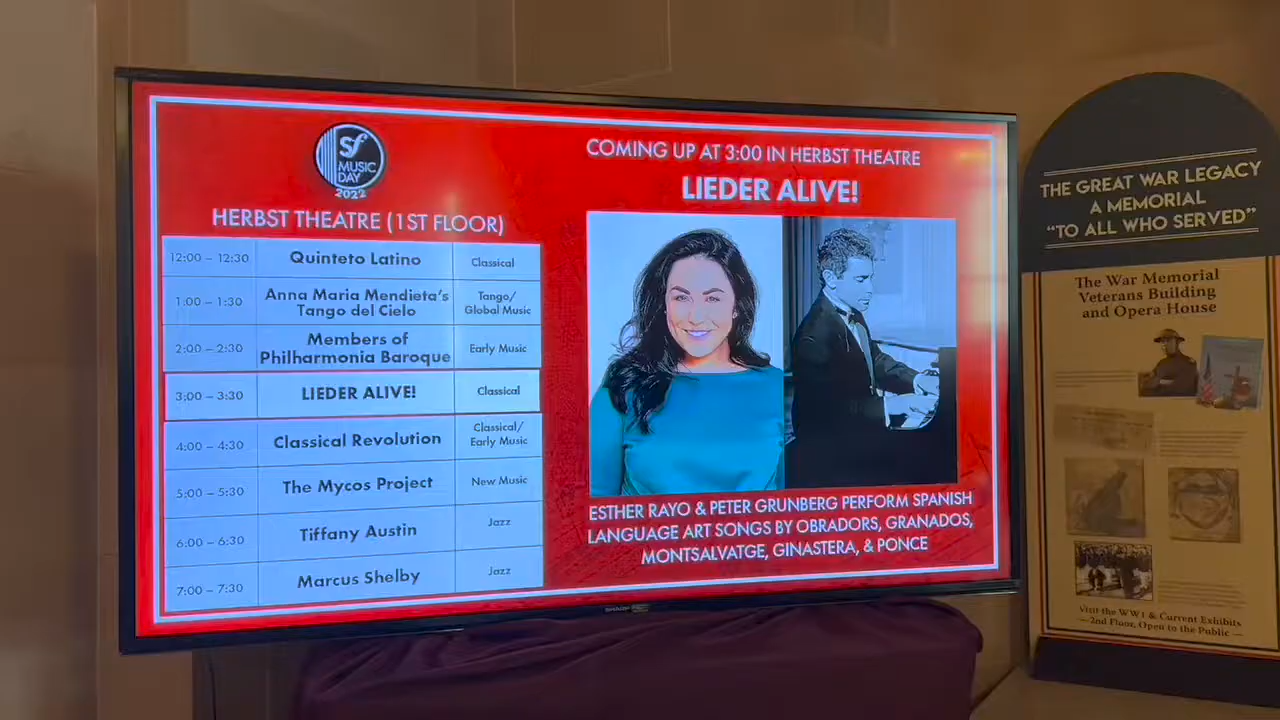 sf
MUSIC
DAY
2022
HERBST THEATRE (1ST FLOOR)
12:00 – 12:30 Quinteto Latino Classical
1:00 – 1:30 Anna Maria Mendieta's Tango/
Tango del Cielo Global Music
2:00 – 2:30 Members of Early Music
Philharmonia Baroque
3:00 – 3:30 LIEDER ALIVE! Classical
4:00 – 4:30 Classical Revolution Classical/
Early Music
5:00 – 5:30 The Mycos Project New Music
6:00 – 6:30 Tiffany Austin Jazz
7:00 – 7:30 Marcus Shelby Jazz
COMING UP AT 3:00 IN HERBST THEATRE
LIEDER ALIVE!
ESTHER RAYO & PETER GRUNBERG PERFORM SPANISH
LANGUAGE ART SONGS BY OBRADORS, GRANADOS,
MONTSALVATGE, GINASTERA, & PONCE
THE GREAT WAR LEGACY
A MEMORIAL
"TO ALL WHO SERVED"
The War Memorial
Veterans Building
and Opera House
Visit the WW1 & Current Exhibits
— 2nd Floor, Open to the Public —